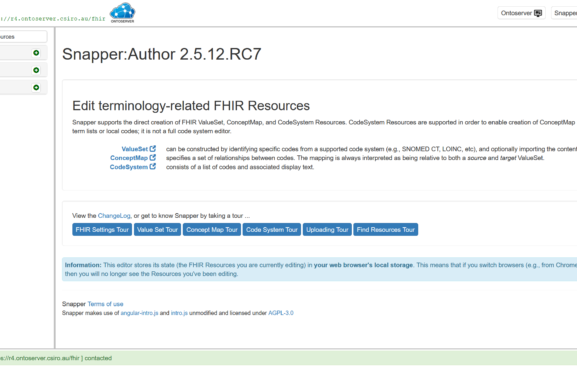 ://r4.ontoserver.csiro.au/fhir
ONTOSERVER
Ontoserver
Snapper
ources
Snapper:Author 2.5.12.RC7
Edit terminology-related FHIR Resources
Snapper supports the direct creation of FHIR ValueSet, ConceptMap, and CodeSystem Resources. CodeSystem Resources are supported in order to enable creation of ConceptMap
term lists or local codes; it is not a full code system editor.
ValueSet can be constructed by identifying specific codes from a supported code system (e.g., SNOMED CT, LOINC, etc), and optionally importing the content
ConceptMap specifies a set of relationships between codes. The mapping is always interpreted as being relative to both a source and target ValueSet.
CodeSystem consists of a list of codes and associated display text.
View the ChangeLog, or get to know Snapper by taking a tour ...
FHIR Settings Tour Value Set Tour Concept Map Tour Code System Tour Uploading Tour Find Resources Tour
Information: This editor stores its state (the FHIR Resources you are currently editing) in your web browser's local storage. This means that if you switch browsers (e.g., from Chrome
then you will no longer see the Resources you've been editing.
Snapper Terms of use
Snapper makes use of angular-intro.js and intro.js unmodified and licensed under AGPL-3.0
s://r4.ontoserver.csiro.au/fhir ] contacted